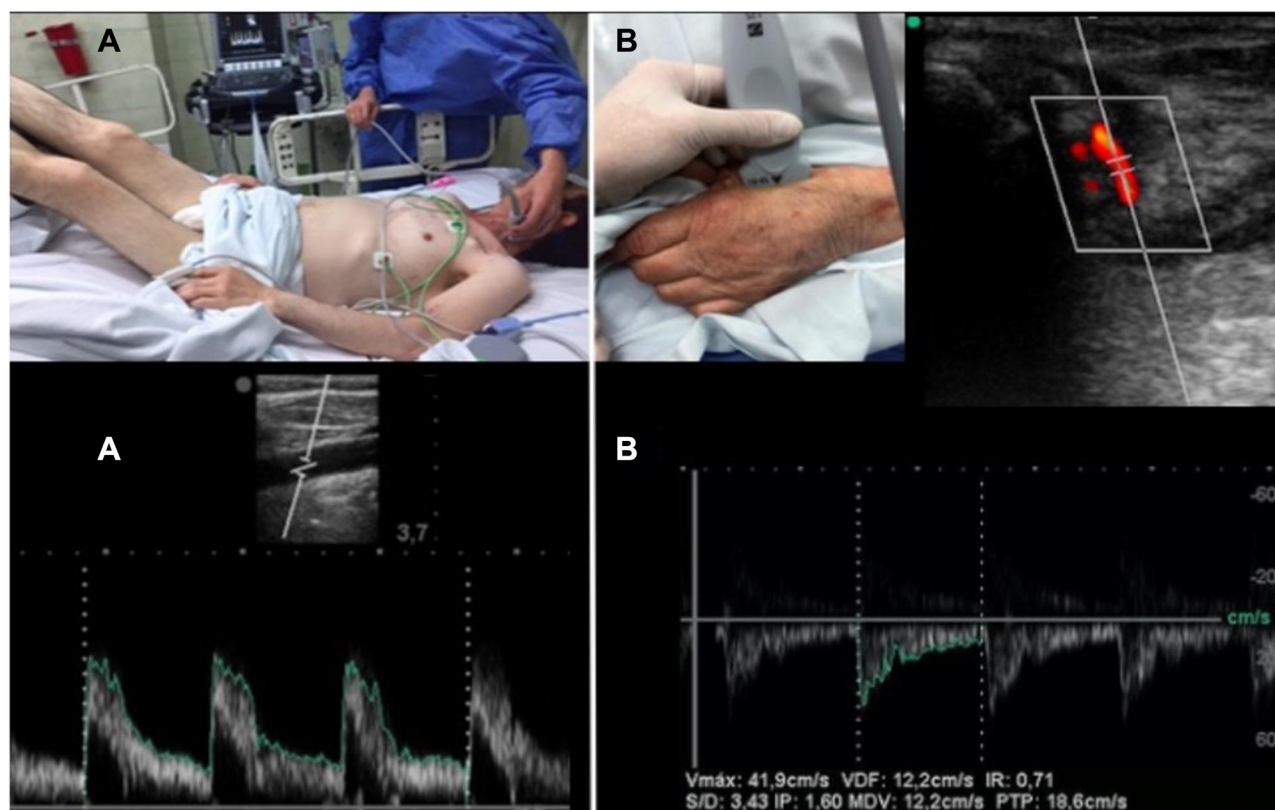 A
B
A
3,7
B
-60
-20
cm/s
60
Vmáx: 41,9cm/s VDF: 12,2cm/s IR: 0,71
S/D: 3,43 IP: 1,60 MDV: 12,2cm/s PTP: 18,6cm/s